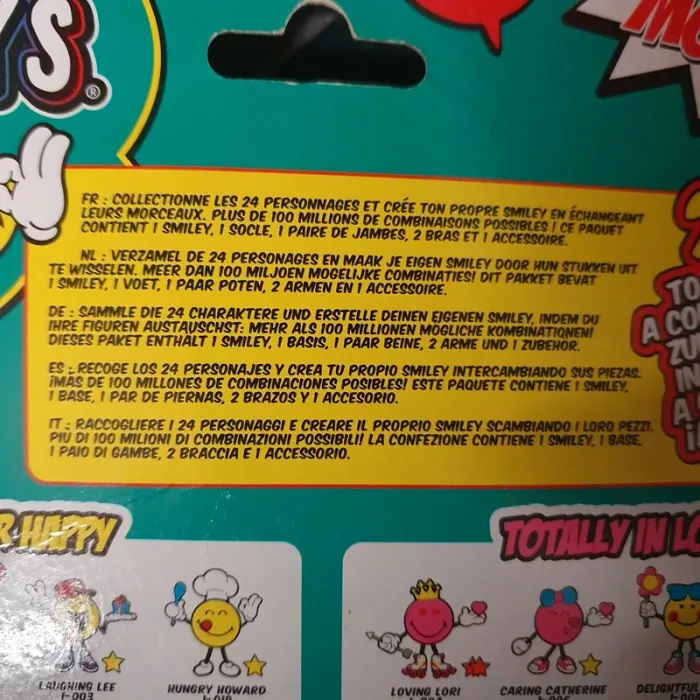 YS®
FR : COLLECTIONNE LES 24 PERSONNAGES ET CRÉE TON PROPRE SMILEY EN ÉCHANGEANT
LEURS MORCEAUX. PLUS DE 100 MILLIONS DE COMBINAISONS POSSIBLES ! CE PAQUET
CONTIENT 1 SMILEY, 1 SOCLE, 1 PAIRE DE JAMBES, 2 BRAS ET 1 ACCESSOIRE.
NL : VERZAMEL DE 24 PERSONAGES EN MAAK JE EIGEN SMILEY DOOR HUN STUKKEN UIT
TE WISSELEN. MEER DAN 100 MILJOEN MOGELIJKE COMBINATIES! DIT PAKKET BEVAT
1 SMILEY, 1 VOET, 1 PAAR POTEN, 2 ARMEN EN 1 ACCESSOIRE.
DE : SAMMLE DIE 24 CHARAKTERE UND ERSTELLE DEINEN EIGENEN SMILEY, INDEM DU
IHRE FIGUREN AUSTAUSCHST: MEHR ALS 100 MILLIONEN MÖGLICHE KOMBINATIONEN!
DIESES PAKET ENTHÄLT 1 SMILEY, 1 BASIS, 1 PAAR BEINE, 2 ARME UND 1 ZUBEHÖR.
ES : RECOGE LOS 24 PERSONAJES Y CREA TU PROPIO SMILEY INTERCAMBIANDO SUS PIEZAS.
¡MÁS DE 100 MILLONES DE COMBINACIONES POSIBLES! ESTE PAQUETE CONTIENE 1 SMILEY,
1 BASE, 1 PAR DE PIERNAS, 2 BRAZOS Y 1 ACCESORIO.
IT : RACCOGLIERE I 24 PERSONAGGI E CREARE IL PROPRIO SMILEY SCAMBIANDO I LORO PEZZI.
PIÙ DI 100 MILIONI DI COMBINAZIONI POSSIBILI! LA CONFEZIONE CONTIENE 1 SMILEY, 1 BASE,
1 PAIO DI GAMBE, 2 BRACCIA E 1 ACCESSORIO.
TO
A CO
ZU
IN
R HAPPY
TOTALLY IN LO
LAUGHING LEE
HUNGRY HOWARD
LOVING LORI
CARING CATHERINE
DELIGHTF